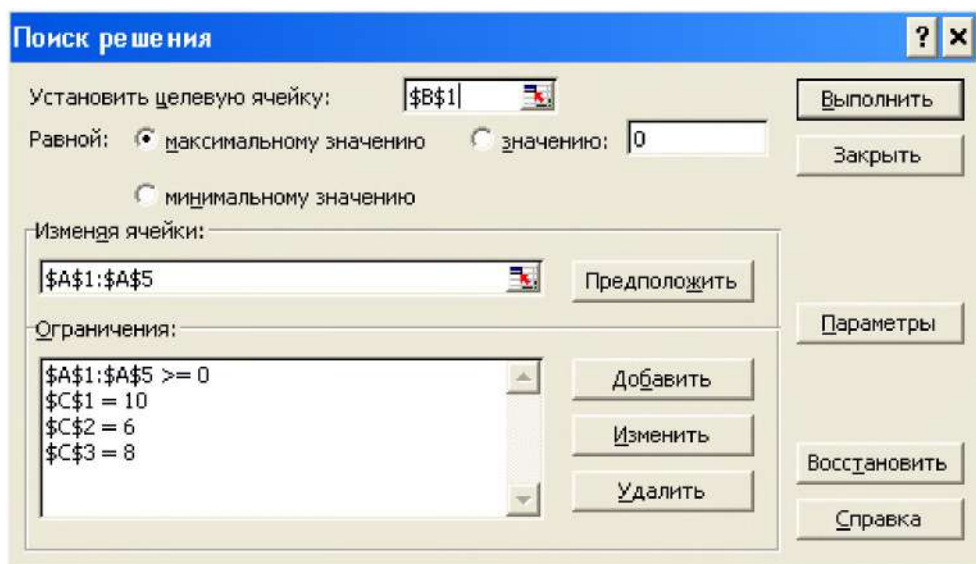 Поиск решения ? ×
Установить целевую ячейку: $B$1 Выполнить
Равной: максимальному значению значению: 0 Закрыть
минимальному значению
Изменяя ячейки:
$A$1:$A$5 Предположить
Параметры
Ограничения:
$A$1:$A$5 >= 0 Добавить
$C$1 = 10
$C$2 = 6 Изменить
$C$3 = 8
Восстановить
Удалить
Справка